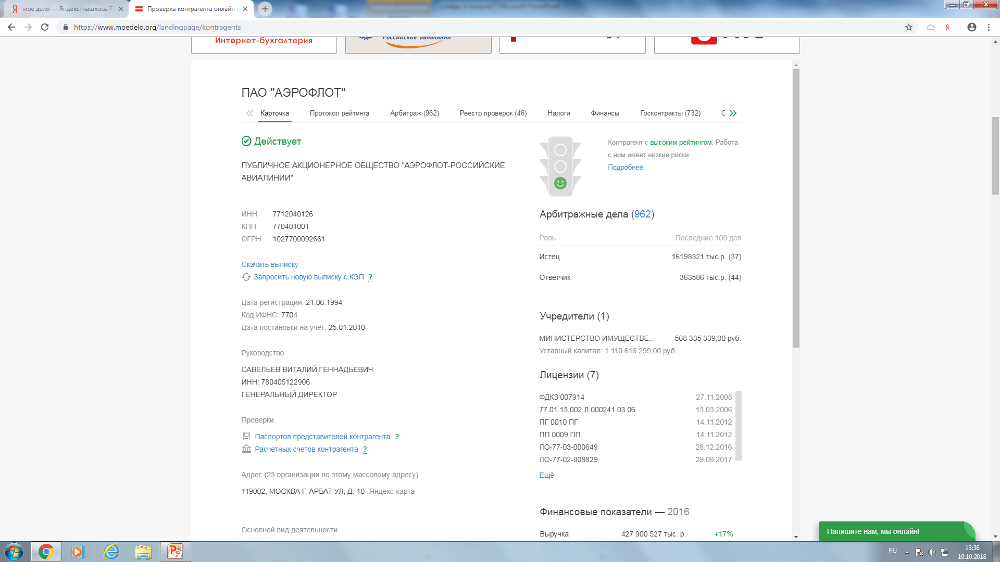 мое дело — Яндекс: нашлось 7
Проверка контрагента онлайн
https://www.moedelo.org/landingpage/kontragents
Интернет-бухгалтерия
Российские авиалинии
ПАО "АЭРОФЛОТ"
Карточка Протокол рейтинга Арбитраж (962) Реестр проверок (46) Налоги Финансы Госконтракты (732) С
Действует
ПУБЛИЧНОЕ АКЦИОНЕРНОЕ ОБЩЕСТВО "АЭРОФЛОТ-РОССИЙСКИЕ
АВИАЛИНИИ"
ИНН 7712040126
КПП 770401001
ОГРН 1027700092661
Скачать выписку
Запросить новую выписку с КЭП ?
Дата регистрации: 21.06.1994
Код ИФНС: 7704
Дата постановки на учет: 25.01.2010
Руководство
САВЕЛЬЕВ ВИТАЛИЙ ГЕННАДЬЕВИЧ
ИНН: 780405122906
ГЕНЕРАЛЬНЫЙ ДИРЕКТОР
Проверки
Паспортов представителей контрагента ?
Расчетных счетов контрагента ?
Адрес (23 организации по этому массовому адресу)
119002, МОСКВА Г, АРБАТ УЛ, Д. 10 Яндекс-карта
Основной вид деятельности
Контрагент с высоким рейтингом. Работа
с ним имеет низкие риски.
Подробнее
Арбитражные дела (962)
Роль Последние 100 дел
Истец 16198321 тыс.р. (37)
Ответчик 363586 тыс.р. (44)
Учредители (1)
МИНИСТЕРСТВО ИМУЩЕСТВЕ... 568 335 339,00 руб.
Уставный капитал: 1 110 616 299,00 руб.
Лицензии (7)
ФДКЗ 007914 27.11.2008
77.01.13.002.Л.000241.03.06 13.03.2006
ПГ 0010 ПГ 14.11.2012
ПП 0009 ПП 14.11.2012
ЛО-77-03-000649 28.12.2016
ЛО-77-02-008829 29.08.2017
Ещё
Финансовые показатели — 2016
Выручка 427 900 527 тыс. р. +17%
Напишите нам, мы онлайн!
RU
13:36
10.10.2018